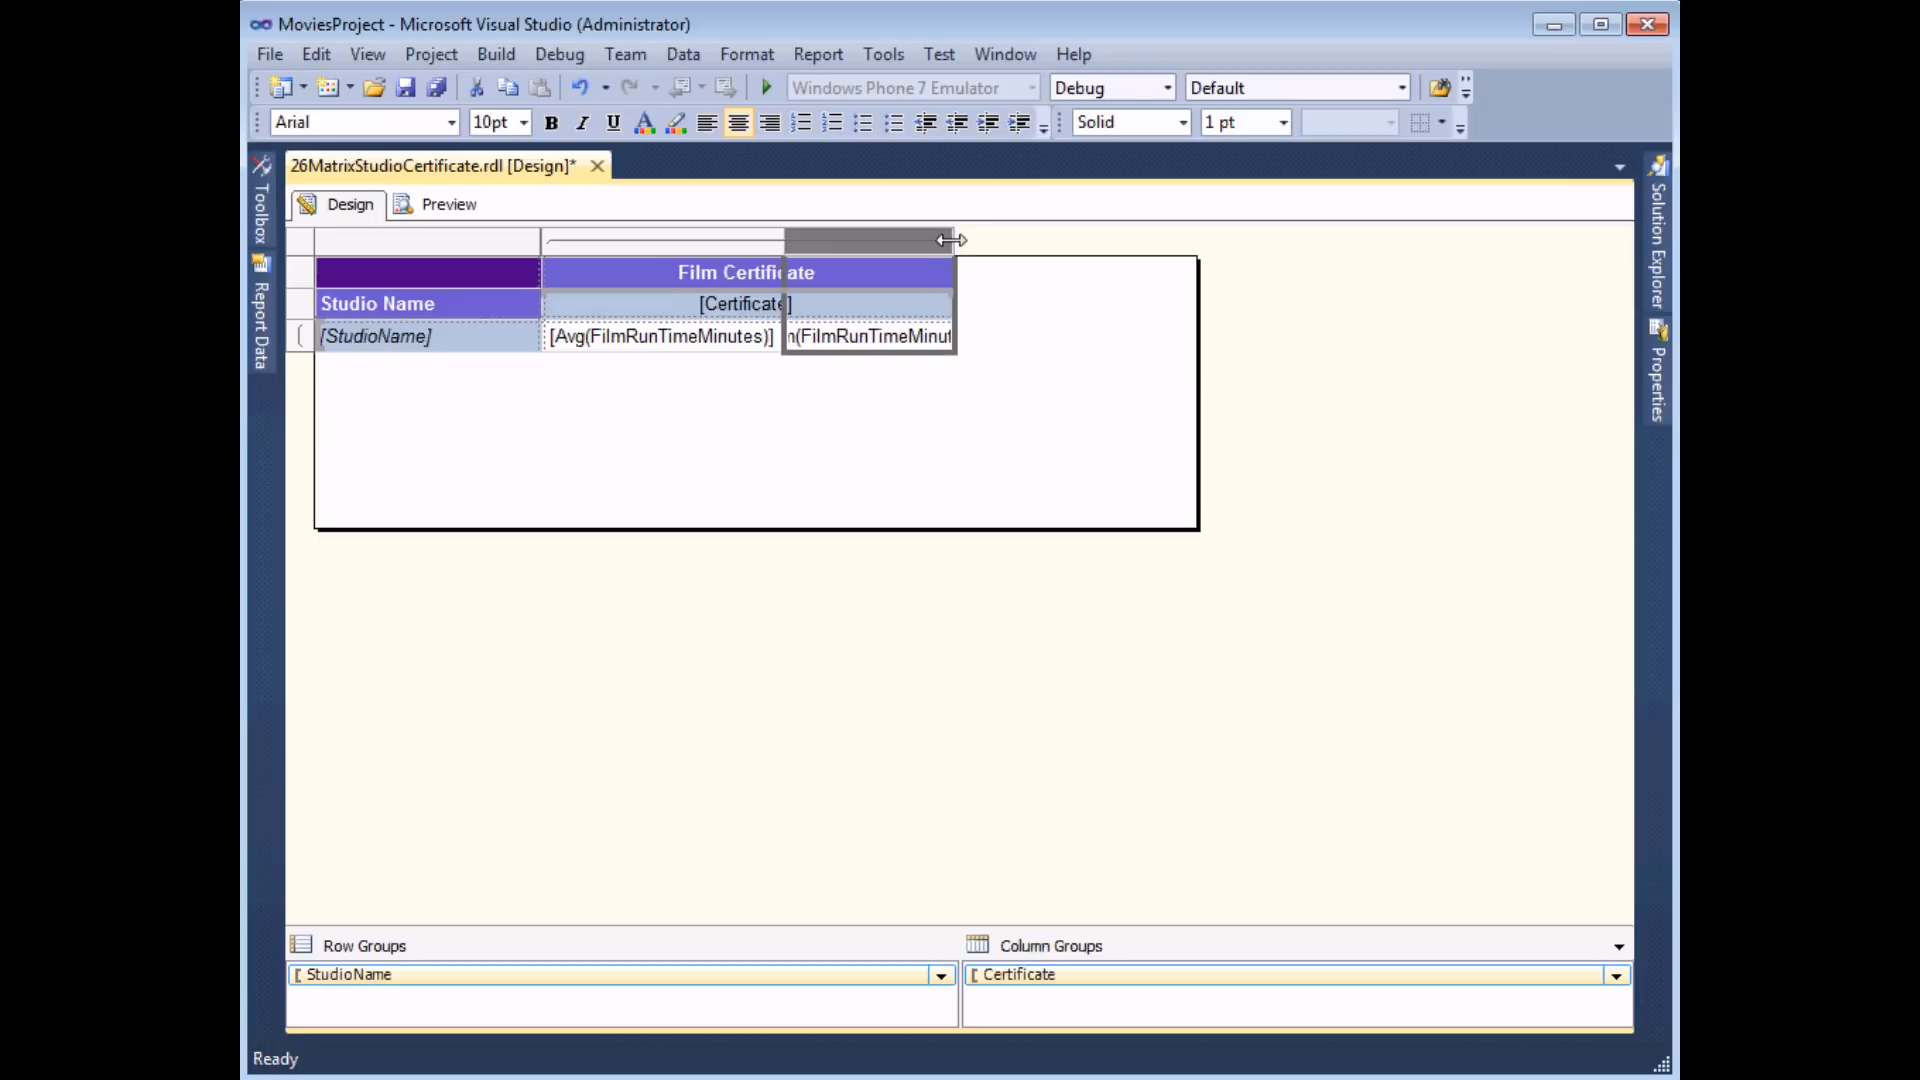 MoviesProject - Microsoft Visual Studio (Administrator)
File Edit View Project Build Debug Team Data Format Report Tools Test Window Help
Windows Phone 7 Emulator Debug Default
Arial 10pt B I U A Solid 1 pt
26MatrixStudioCertificate.rdl [Design]*
Design Preview
Toolbox
Report Data
Film Certificate
Studio Name [Certificate]
[StudioName] [Avg(FilmRunTimeMinutes)] (FilmRunTimeMinut
Solution Explorer
Properties
Row Groups Column Groups
[ StudioName [ Certificate
Ready